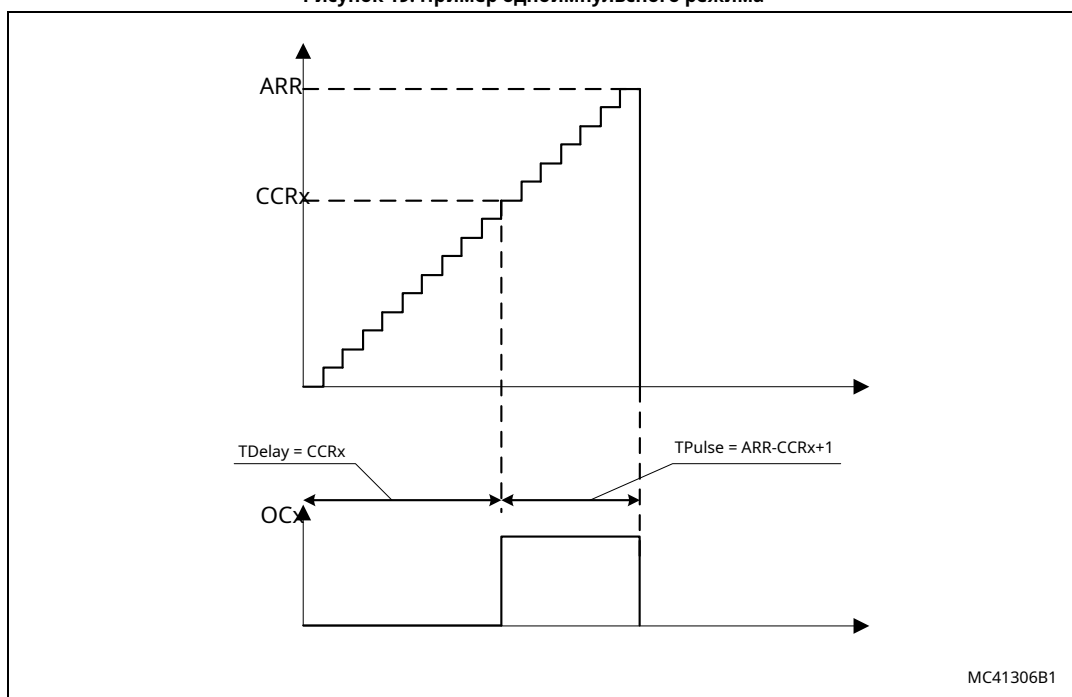 Рисунок 19. Пример одноимпульсного режима
ARR
CCRx
TDelay = CCRx
TPulse = ARR-CCRx+1
OCx
MC41306B1